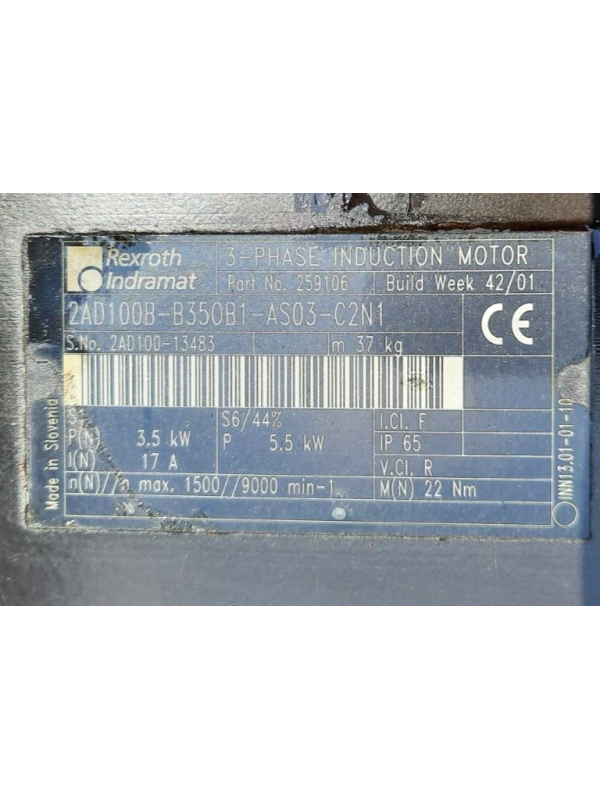 Rexroth
Indramat
3-PHASE INDUCTION MOTOR
Part No. 259106 Build Week 42/01
2AD100B-B350B1-AS03-C2N1
CE
S.No. 2AD100-13483 m 37 kg
S1 S6/44% I.Cl. F
P(N) 3.5 kW P 5.5 kW IP 65
I(N) 17 A V.Cl. R
n(N)//n max. 1500//9000 min-1 M(N) 22 Nm
Made in Slovenia
INN13.01-01-10